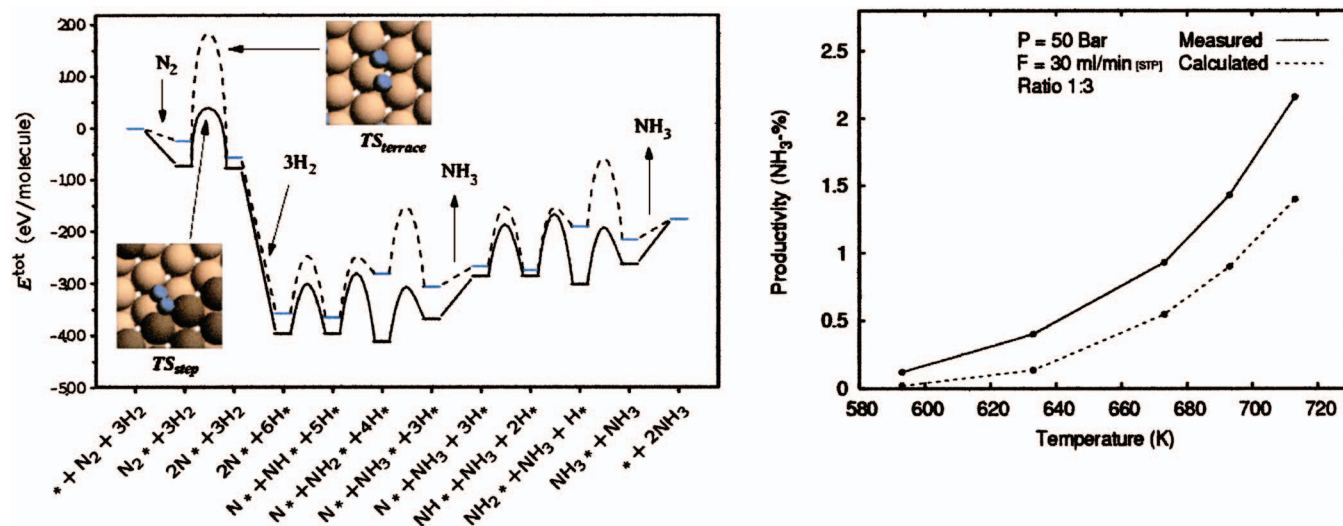 200
100
0
-100
-200
-300
-400
-500
E^tot (eV/molecule)
N₂
TS_terrace
3H₂
NH₃
NH₃
TS_step
* + N₂ + 3H₂
N₂* + 3H₂
2N* + 3H₂
2N* + 6H*
N* + NH* + 5H*
N* + NH₂* + 4H*
N* + NH₃* + 3H*
N* + NH₃ + 3H*
NH* + NH₃ + 2H*
NH₂* + NH₃ + H*
NH₃* + NH₃
* + 2NH₃
2.5
2
1.5
1
0.5
0
Productivity (NH₃-%)
P = 50 Bar
F = 30 ml/min [STP]
Ratio 1:3
Measured
Calculated
580 600 620 640 660 680 700 720
Temperature (K)